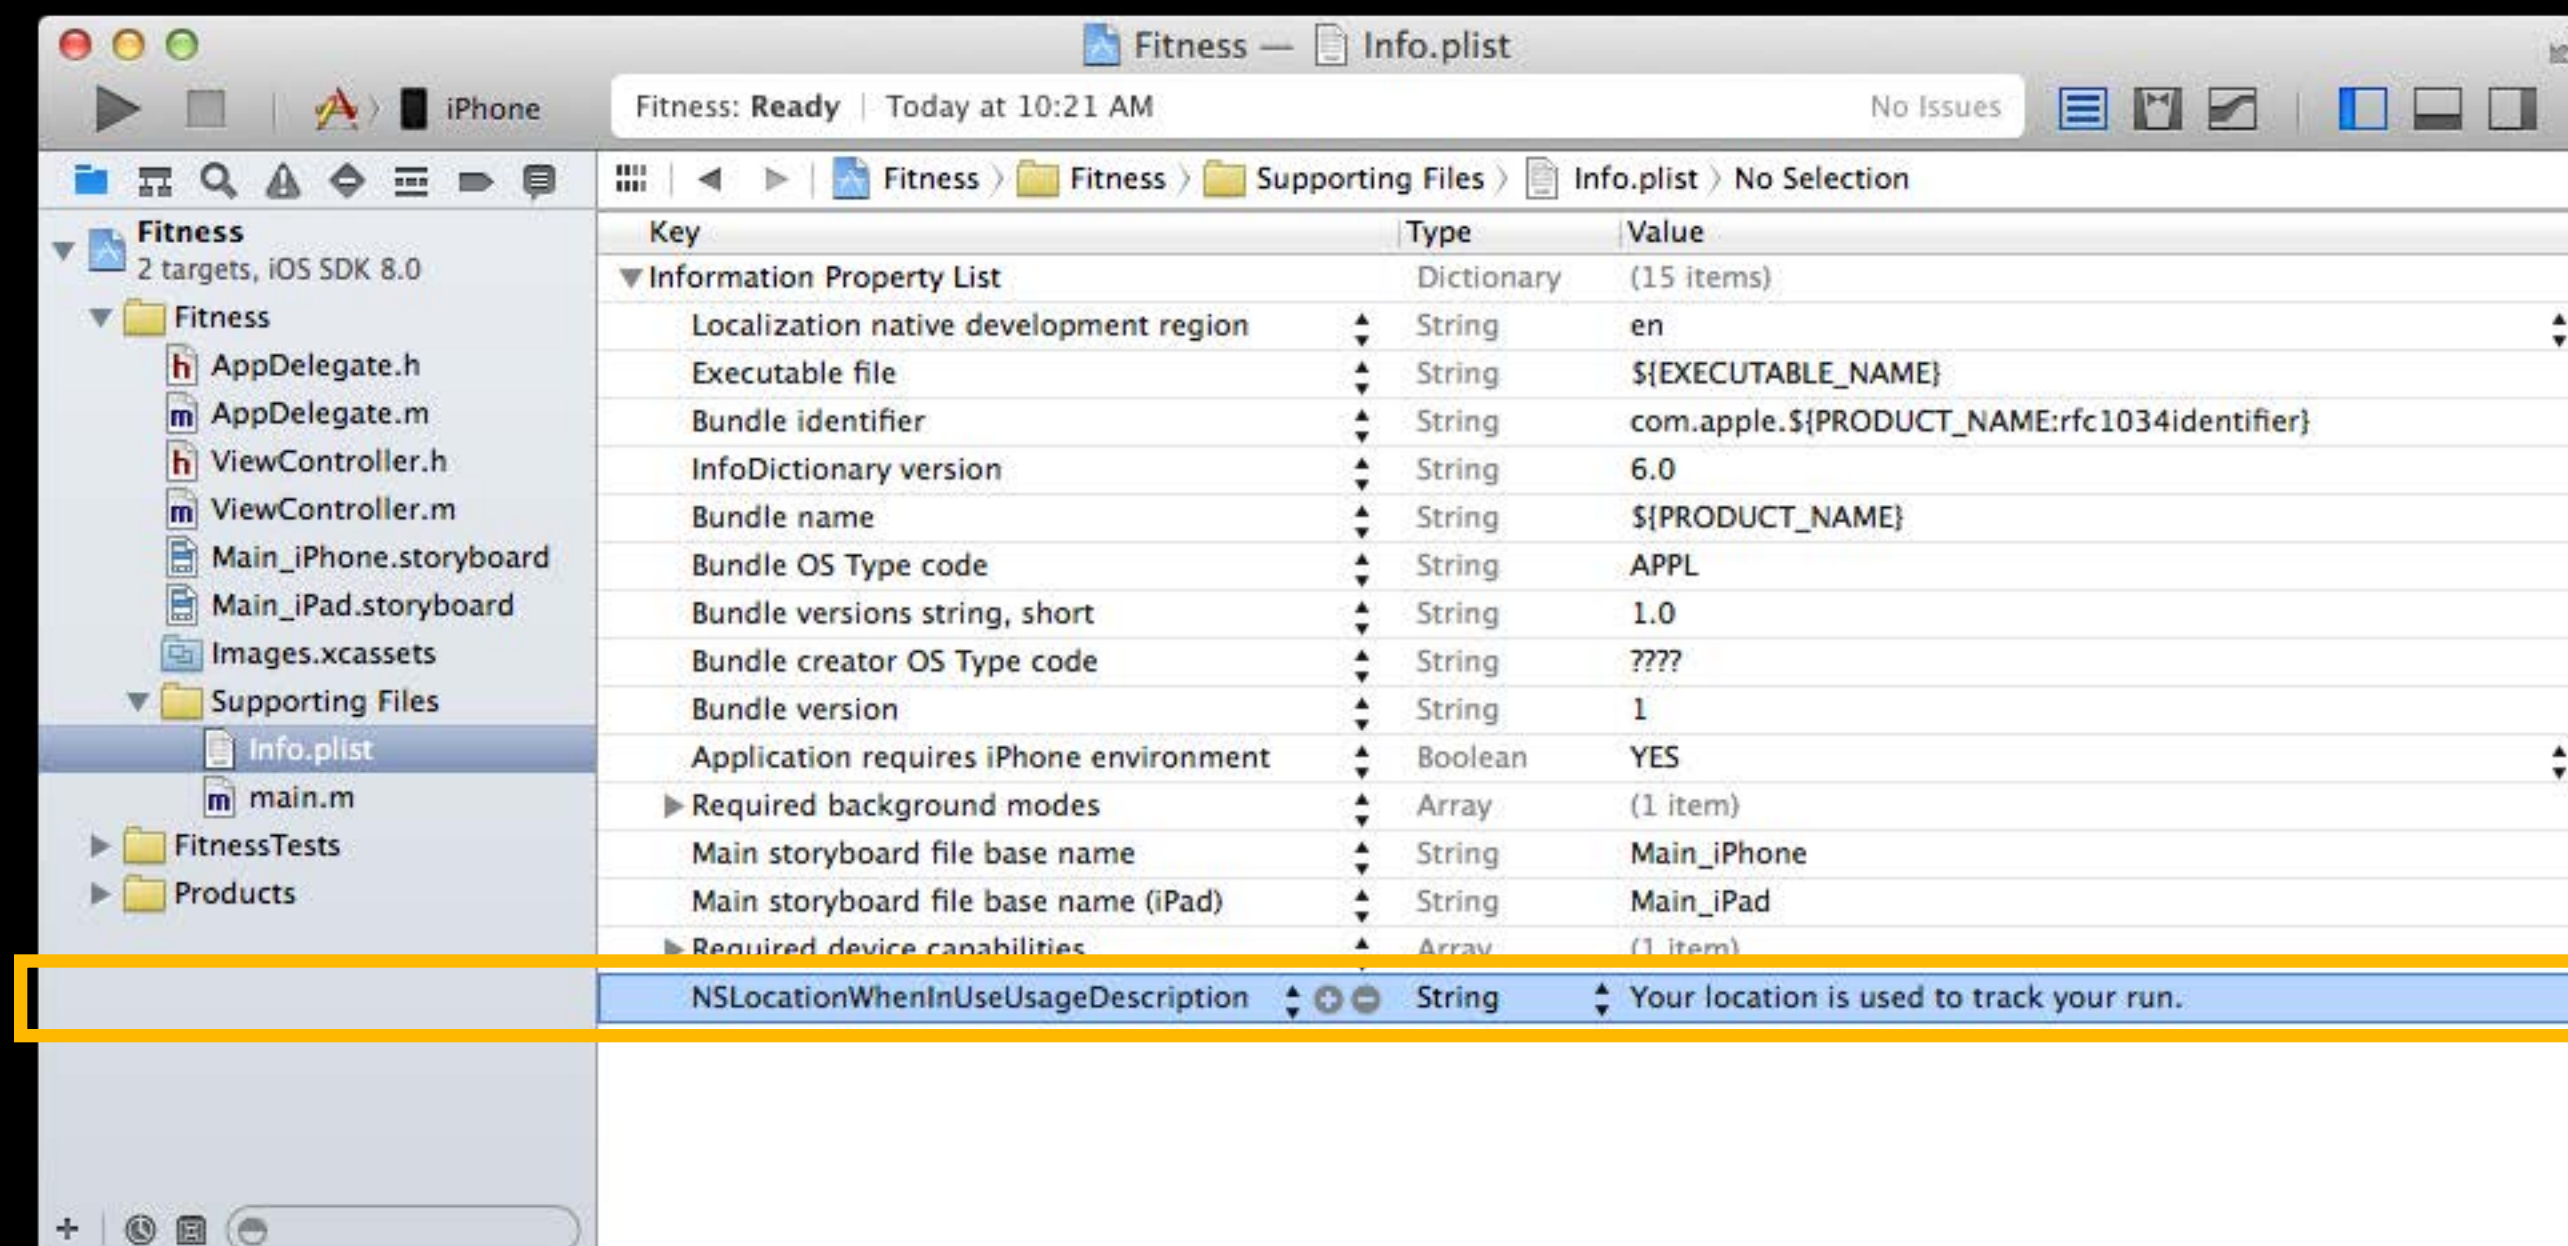 Fitness — Info.plist
iPhone
Fitness: Ready | Today at 10:21 AM
No Issues
Fitness 〉 Fitness 〉 Supporting Files 〉 Info.plist 〉 No Selection
Fitness
2 targets, iOS SDK 8.0
Fitness
AppDelegate.h
AppDelegate.m
ViewController.h
ViewController.m
Main_iPhone.storyboard
Main_iPad.storyboard
Images.xcassets
Supporting Files
Info.plist
main.m
FitnessTests
Products
Key Type Value
Information Property List Dictionary (15 items)
Localization native development region String en
Executable file String ${EXECUTABLE_NAME}
Bundle identifier String com.apple.${PRODUCT_NAME:rfc1034identifier}
InfoDictionary version String 6.0
Bundle name String ${PRODUCT_NAME}
Bundle OS Type code String APPL
Bundle versions string, short String 1.0
Bundle creator OS Type code String ????
Bundle version String 1
Application requires iPhone environment Boolean YES
Required background modes Array (1 item)
Main storyboard file base name String Main_iPhone
Main storyboard file base name (iPad) String Main_iPad
Required device capabilities Array (1 item)
NSLocationWhenInUseUsageDescription String Your location is used to track your run.